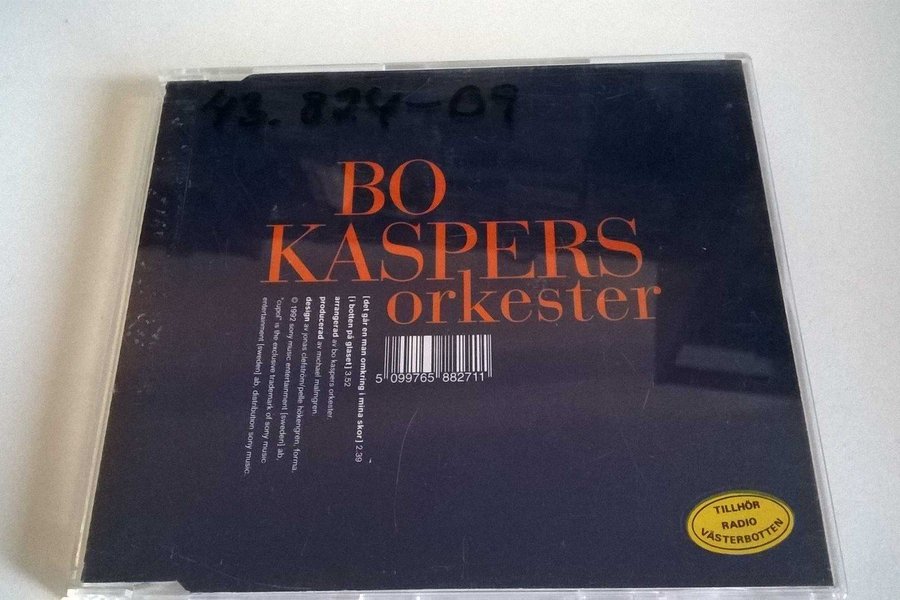 43. 824-09
BO
KASPERS
orkester
[det går en man omkring i mina skor] 2.39
[i botten på glaset] 3.52
arrangerad av bo kaspers orkester.
producerad av michael malmgren.
design av jonas clefström/pelle hökengren, forma.
© 1992 sony music entertainment [sweden] ab.
"cupol" is the exclusive trademark of sony music
entertainment [sweden] ab. distribution sony music.
5 099765 882711
TILLHÖR
RADIO
VÄSTERBOTTEN